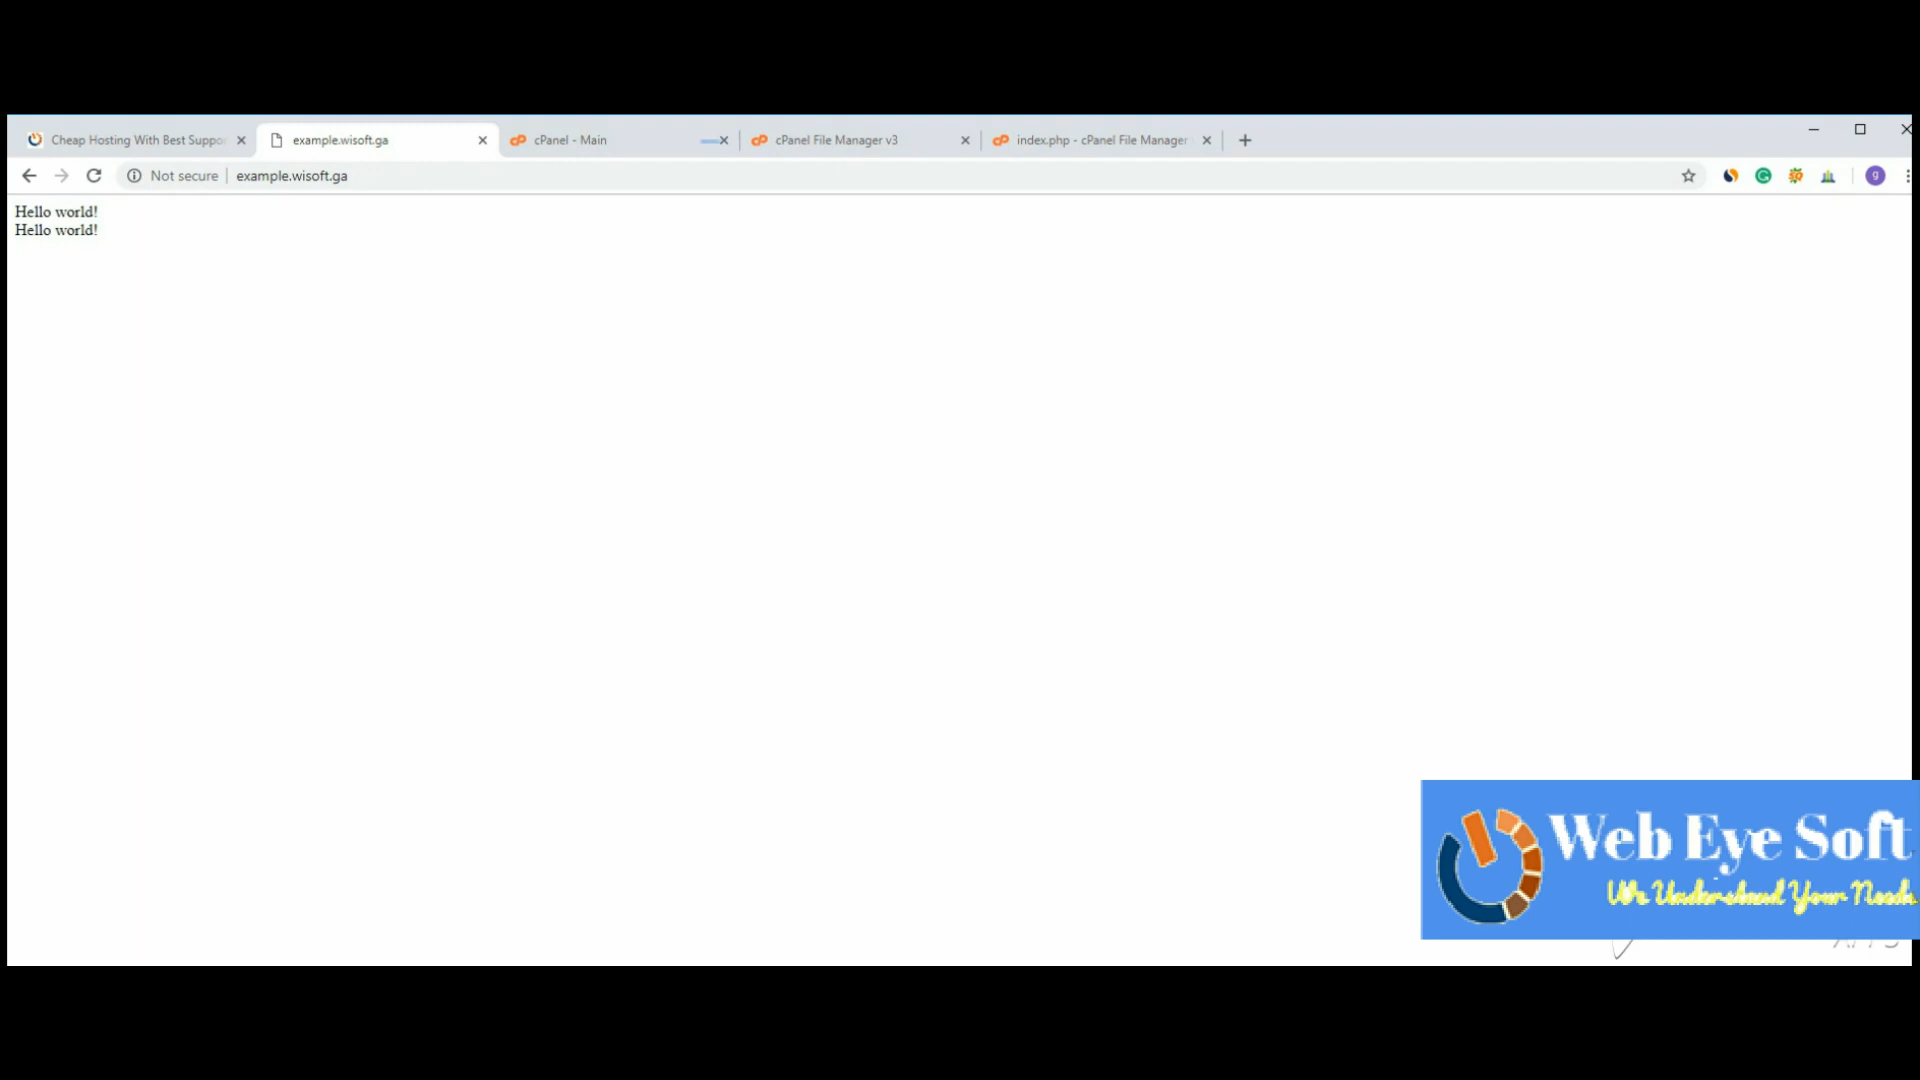 Cheap Hosting With Best Suppo
example.wisoft.ga
cPanel - Main
cPanel File Manager v3
index.php - cPanel File Manager
Not secure
example.wisoft.ga
g
Hello world!
Hello world!
Web Eye Soft
We Understand Your Needs